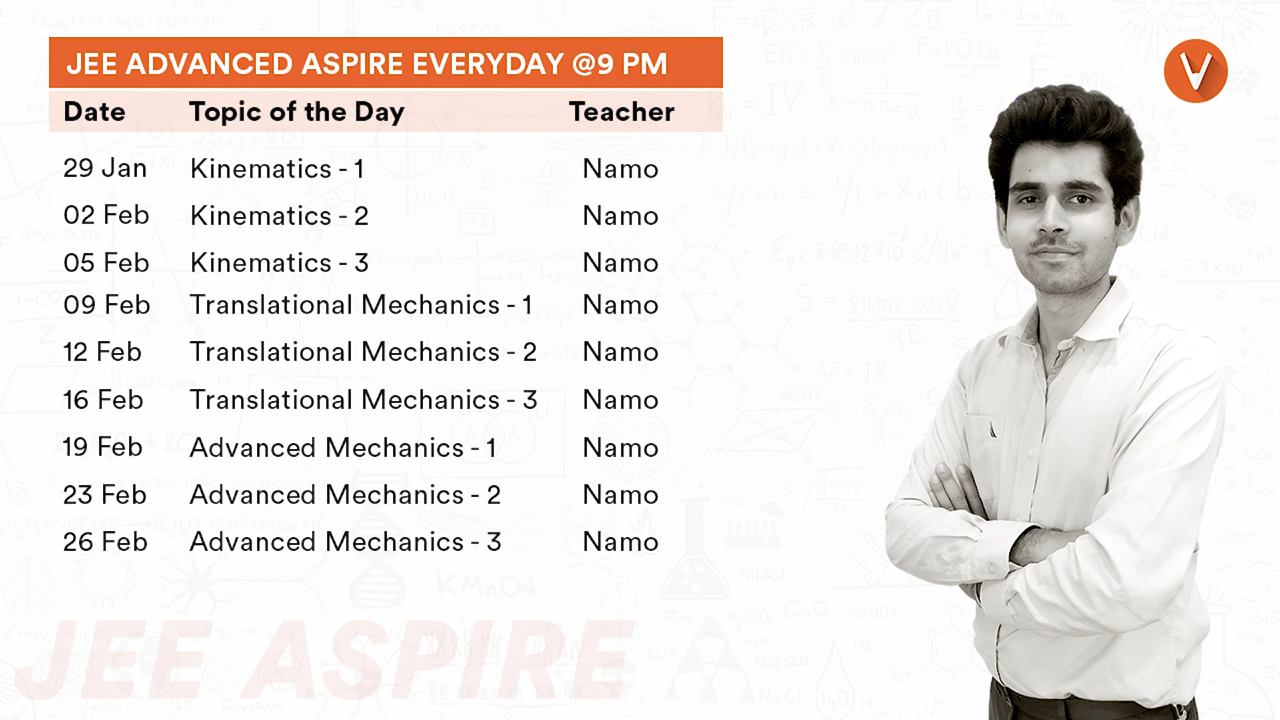 JEE ADVANCED ASPIRE EVERYDAY @9 PM
Date Topic of the Day Teacher
29 Jan Kinematics - 1 Namo
02 Feb Kinematics - 2 Namo
05 Feb Kinematics - 3 Namo
09 Feb Translational Mechanics - 1 Namo
12 Feb Translational Mechanics - 2 Namo
16 Feb Translational Mechanics - 3 Namo
19 Feb Advanced Mechanics - 1 Namo
23 Feb Advanced Mechanics - 2 Namo
26 Feb Advanced Mechanics - 3 Namo
KMnO4
JEE ASPIRE